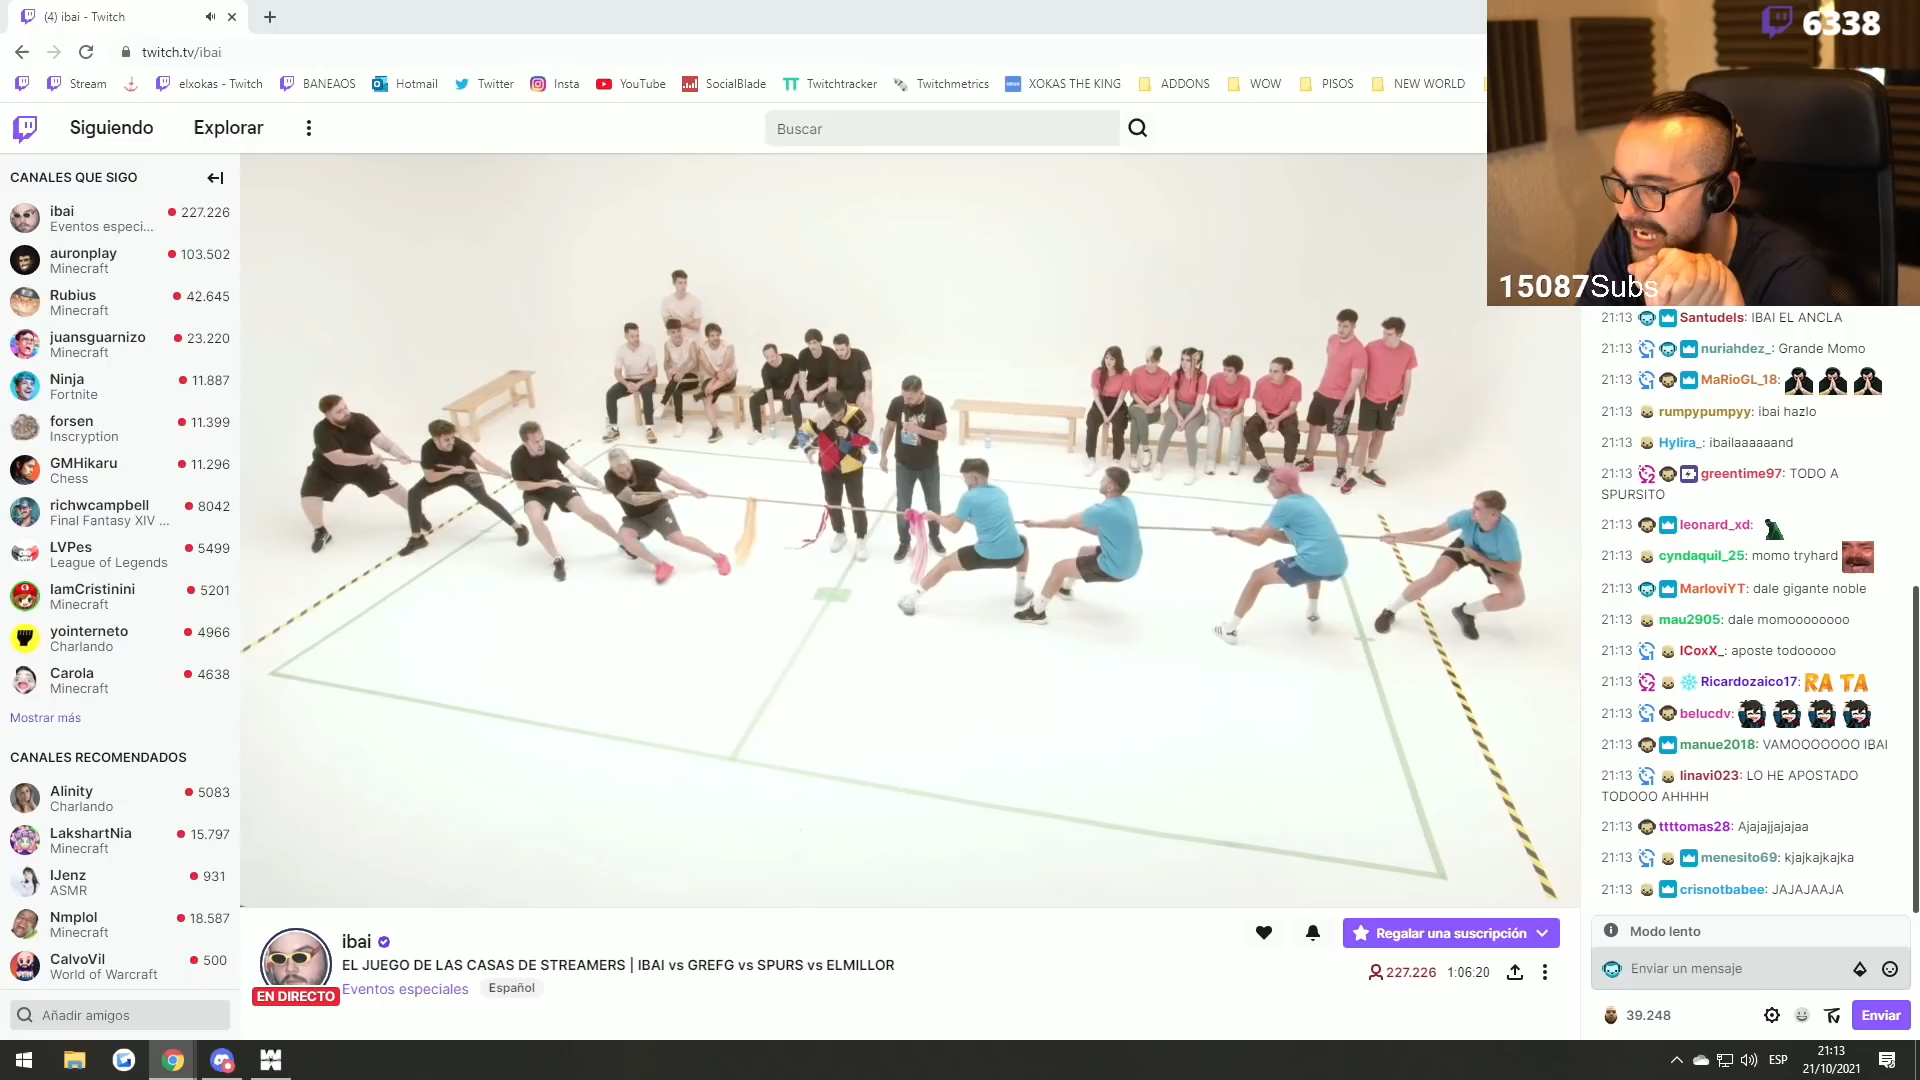 (4) ibai - Twitch
twitch.tv/ibai
Stream
elxokas - Twitch
BANEAOS
Hotmail
Twitter
Insta
YouTube
SocialBlade
Twitchtracker
Twitchmetrics
XOKAS THE KING
ADDONS
WOW
PISOS
NEW WORLD
6338
15087Subs
Siguiendo
Explorar
Buscar
CANALES QUE SIGO
ibai
227.226
Eventos especi...
auronplay
103.502
Minecraft
Rubius
42.645
Minecraft
juansguarnizo
23.220
Minecraft
Ninja
11.887
Fortnite
forsen
11.399
Inscryption
GMHikaru
11.296
Chess
richwcampbell
8042
Final Fantasy XIV ...
LVPes
5499
League of Legends
IamCristinini
5201
Minecraft
yointerneto
4966
Charlando
Carola
4638
Minecraft
Mostrar más
CANALES RECOMENDADOS
Alinity
5083
Charlando
LakshartNia
15.797
Minecraft
IJenz
931
ASMR
Nmplol
18.587
Minecraft
CalvoVil
500
World of Warcraft
Añadir amigos
ibai
EL JUEGO DE LAS CASAS DE STREAMERS | IBAI vs GREFG vs SPURS vs ELMILLOR
EN DIRECTO
Eventos especiales
Español
Regalar una suscripción
227.226
1:06:20
21:13 Santudels: IBAI EL ANCLA
21:13 nuriahdez_: Grande Momo
21:13 MaRioGL_18:
21:13 rumpypumpyy: ibai hazlo
21:13 Hylira_: ibailaaaaand
21:13 greentime97: TODO A
SPURSITO
21:13 leonard_xd:
21:13 cyndaquil_25: momo tryhard
21:13 MarloviYT: dale gigante noble
21:13 mau2905: dale momoooooooo
21:13 ICoxX_: aposte todooooo
21:13 Ricardozaico17: RA TA
21:13 belucdv:
21:13 manue2018: VAMOOOOOOO IBAI
21:13 linavi023: LO HE APOSTADO
TODOOO AHHHH
21:13 ttttomas28: Ajajajjajajaa
21:13 menesito69: kjajkajkajka
21:13 crisnotbabee: JAJAJAAJA
Modo lento
Enviar un mensaje
39.248
Enviar
ESP
21:13
21/10/2021